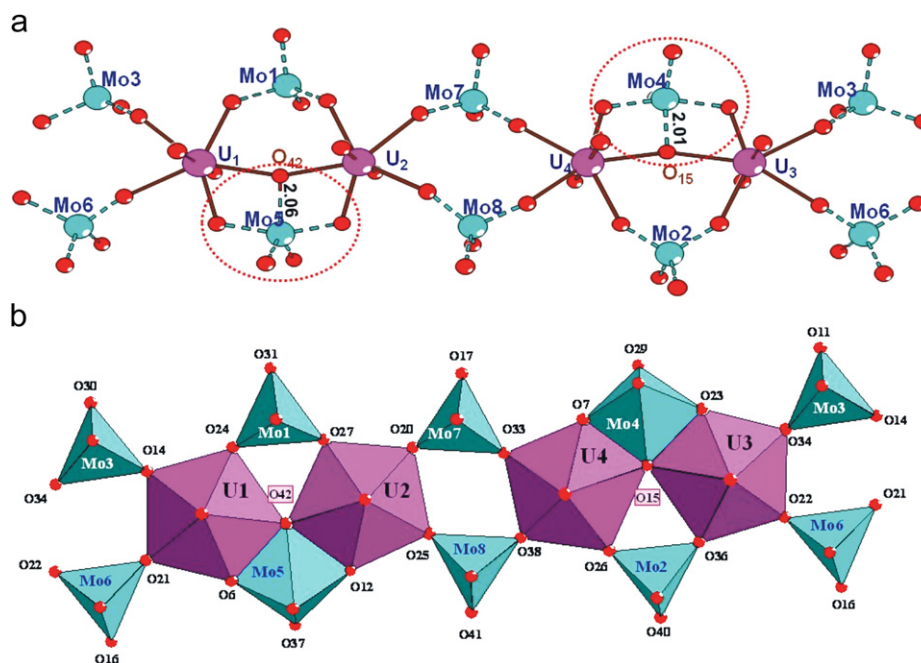 a
Mo3
Mo1
Mo7
Mo4
Mo3
2.01
U1
O42
U2
U4
O15
U3
2.06
Mo6
Mo5
Mo8
Mo2
Mo6
b
O31
O17
O29
O11
O30
O24
Mo1
O27
O20
Mo7
O7
Mo4
O23
Mo3
O14
Mo3
O14
O33
O34
O34
U1
O42
U2
U4
O15
U3
O22
O21
O25
Mo8
O38
O22
Mo6
O21
Mo6
O6
Mo5
O12
O26
Mo2
O36
O16
O37
O41
O40
O16